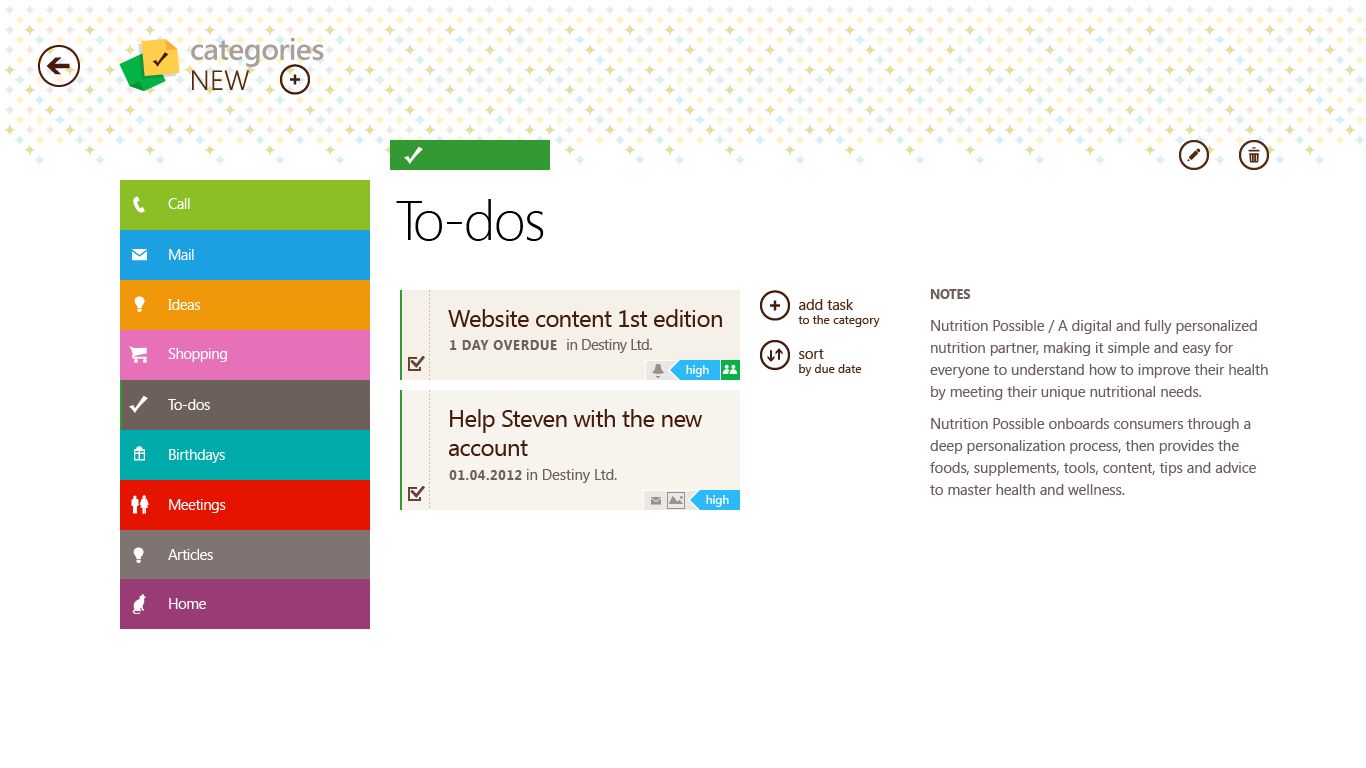 categories
NEW
Call
Mail
Ideas
Shopping
To-dos
Birthdays
Meetings
Articles
Home
To-dos
Website content 1st edition
1 DAY OVERDUE in Destiny Ltd.
high
Help Steven with the new
account
01.04.2012 in Destiny Ltd.
high
add task
to the category
sort
by due date
NOTES
Nutrition Possible / A digital and fully personalized
nutrition partner, making it simple and easy for
everyone to understand how to improve their health
by meeting their unique nutritional needs.
Nutrition Possible onboards consumers through a
deep personalization process, then provides the
foods, supplements, tools, content, tips and advice
to master health and wellness.